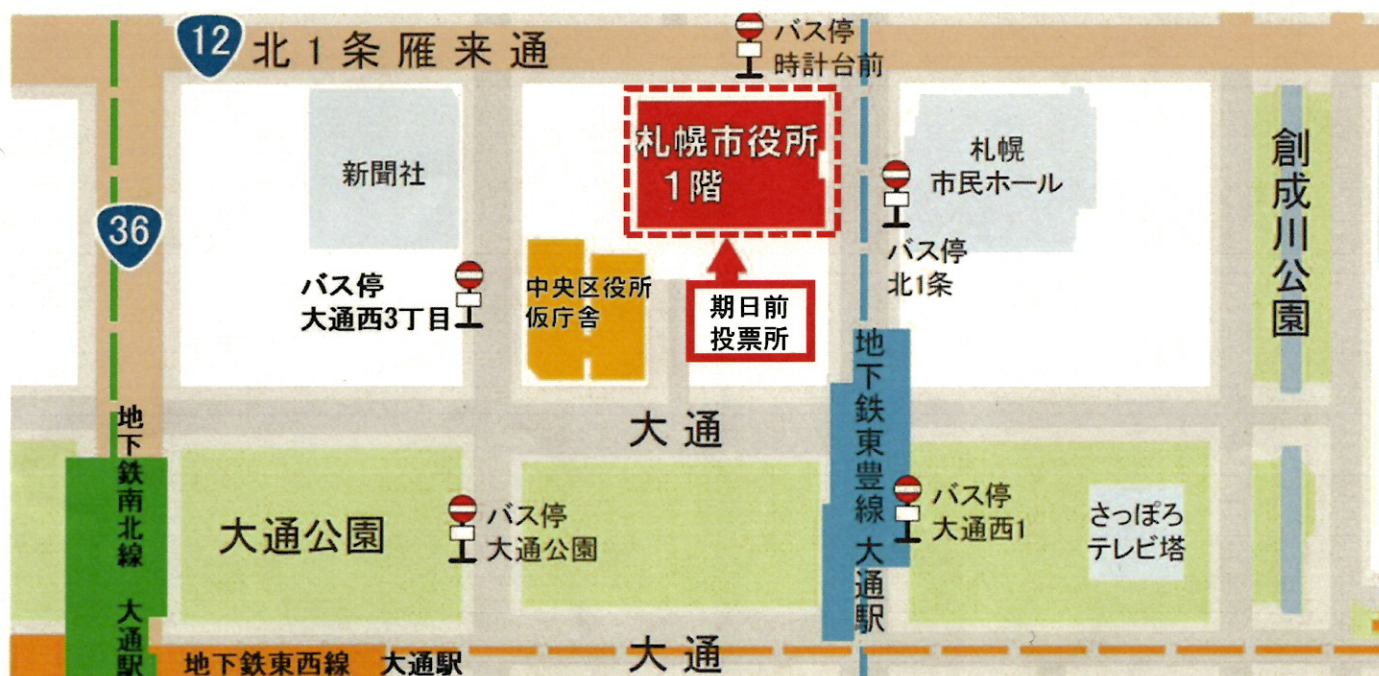 12
北1条雁来通
バス停
時計台前
新聞社
札幌市役所
1階
札幌
市民ホール
創成川公園
36
バス停
大通西3丁目
中央区役所
仮庁舎
期日前
投票所
バス停
北1条
大通
地下鉄南北線 大通駅
地下鉄東豊線 大通駅
大通公園
バス停
大通公園
バス停
大通西1
さっぽろ
テレビ塔
地下鉄東西線 大通駅
大通